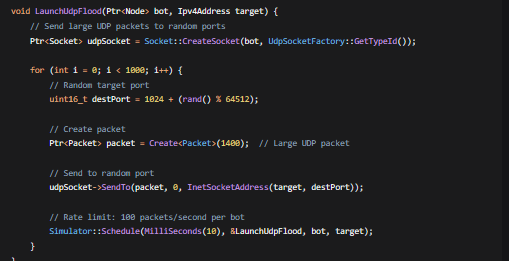 void LaunchUdpFlood(Ptr<Node> bot, Ipv4Address target) {
    // Send large UDP packets to random ports
    Ptr<Socket> udpSocket = Socket::CreateSocket(bot, UdpSocketFactory::GetTypeId());

    for (int i = 0; i < 1000; i++) {
        // Random target port
        uint16_t destPort = 1024 + (rand() % 64512);

        // Create packet
        Ptr<Packet> packet = Create<Packet>(1400);  // Large UDP packet

        // Send to random port
        udpSocket->SendTo(packet, 0, InetSocketAddress(target, destPort));

        // Rate limit: 100 packets/second per bot
        Simulator::Schedule(MilliSeconds(10), &LaunchUdpFlood, bot, target);
    }
}